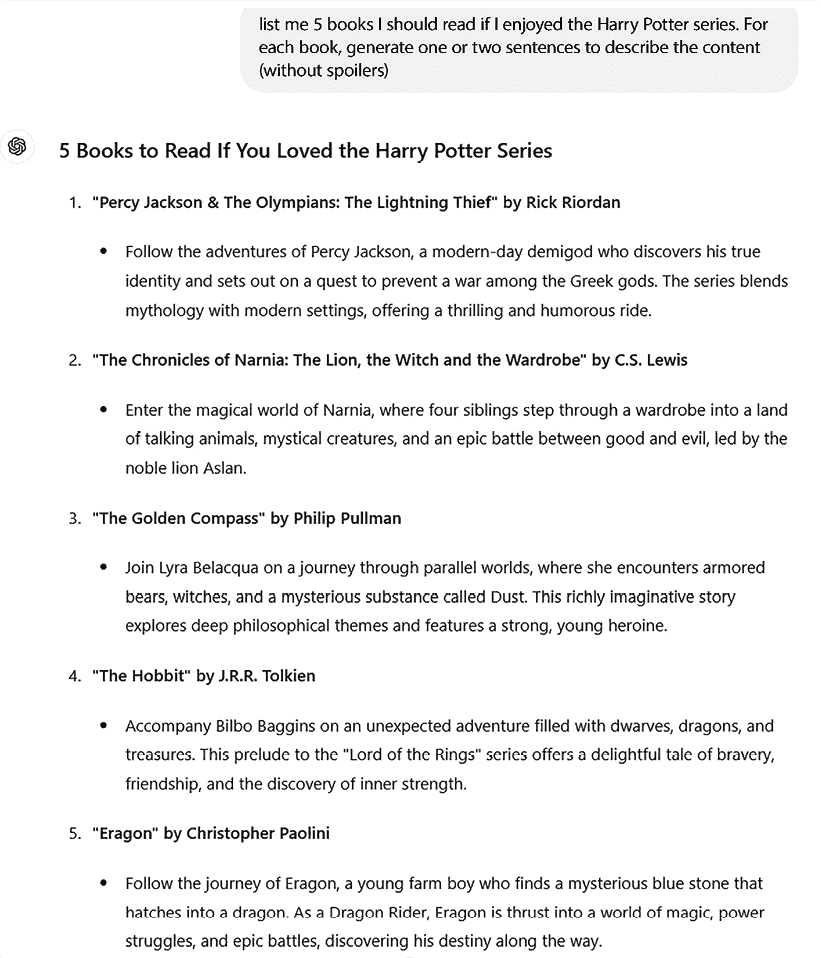 list me 5 books I should read if I enjoyed the Harry Potter series. For
each book, generate one or two sentences to describe the content
(without spoilers)
5 Books to Read If You Loved the Harry Potter Series
1. "Percy Jackson & The Olympians: The Lightning Thief" by Rick Riordan
• Follow the adventures of Percy Jackson, a modern-day demigod who discovers his true
identity and sets out on a quest to prevent a war among the Greek gods. The series blends
mythology with modern settings, offering a thrilling and humorous ride.
2. "The Chronicles of Narnia: The Lion, the Witch and the Wardrobe" by C.S. Lewis
• Enter the magical world of Narnia, where four siblings step through a wardrobe into a land
of talking animals, mystical creatures, and an epic battle between good and evil, led by the
noble lion Aslan.
3. "The Golden Compass" by Philip Pullman
• Join Lyra Belacqua on a journey through parallel worlds, where she encounters armored
bears, witches, and a mysterious substance called Dust. This richly imaginative story
explores deep philosophical themes and features a strong, young heroine.
4. "The Hobbit" by J.R.R. Tolkien
• Accompany Bilbo Baggins on an unexpected adventure filled with dwarves, dragons, and
treasures. This prelude to the "Lord of the Rings" series offers a delightful tale of bravery,
friendship, and the discovery of inner strength.
5. "Eragon" by Christopher Paolini
• Follow the journey of Eragon, a young farm boy who finds a mysterious blue stone that
hatches into a dragon. As a Dragon Rider, Eragon is thrust into a world of magic, power
struggles, and epic battles, discovering his destiny along the way.